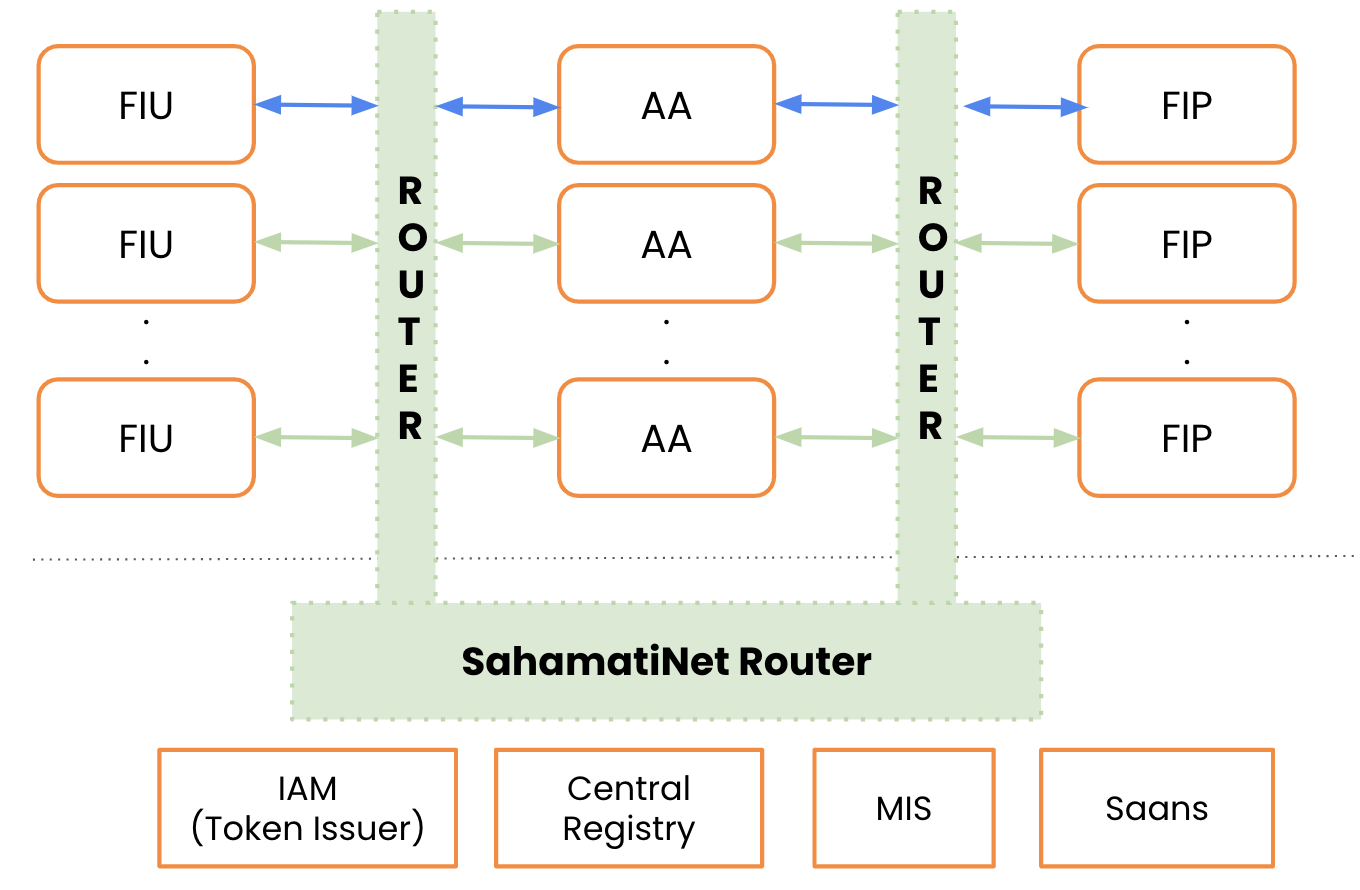 FIU
AA
FIP
ROUTER
ROUTER
FIU
AA
FIP
.
.
.
.
.
.
FIU
AA
FIP
SahamatiNet Router
IAM
(Token Issuer)
Central
Registry
MIS
Saans